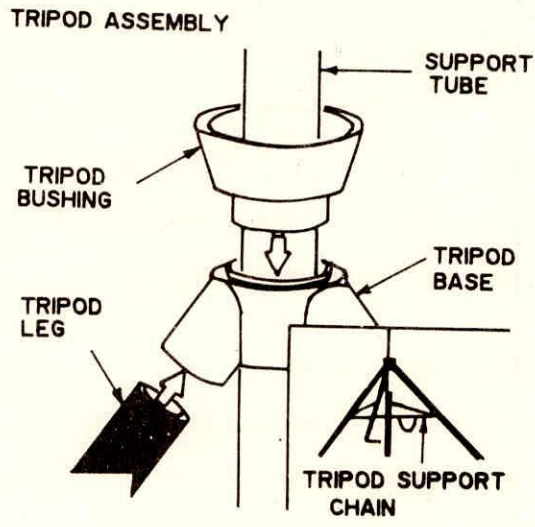 TRIPOD ASSEMBLY
SUPPORT
TUBE
TRIPOD
BUSHING
TRIPOD
BASE
TRIPOD
LEG
TRIPOD SUPPORT
CHAIN